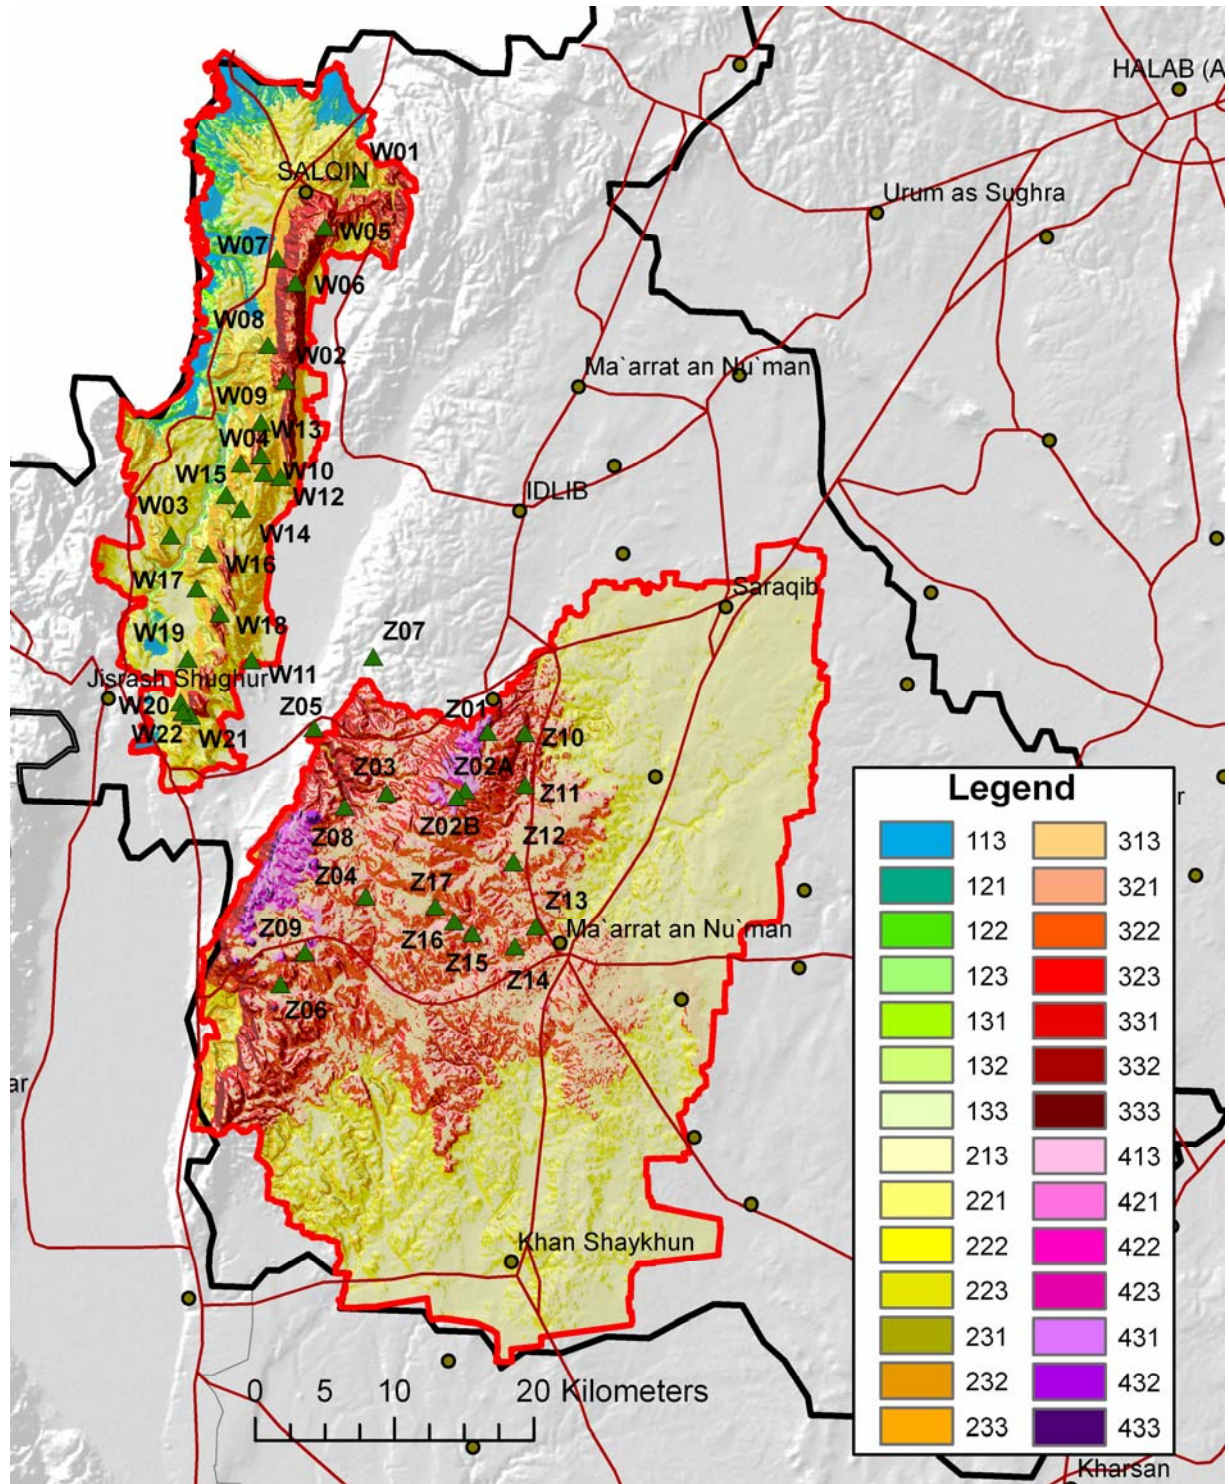 HALAB (A
W01
SALQIN
Urum as Sughra
W05
W07
W06
W08
W02
Ma`arrat an Nu`man
W09
W13
W04
W15
W10
W12
IDLIB
W03
W14
W16
W17
Saraqib
W18
W19
Z07
W11
Jisrash Shughur
W20
Z05
Z01
W22
W21
Z10
Z03
Z02A
Z11
Z02B
Z08
Z12
Z04
Z17
Z13
Z09
Z16
Ma`arrat an Nu`man
Z15
Z14
Z06
ar
r
Khan Shaykhun
0 5 10 20 Kilometers
Legend
113 313
121 321
122 322
123 323
131 331
132 332
133 333
213 413
221 421
222 422
223 423
231 431
232 432
233 433
Kharsan